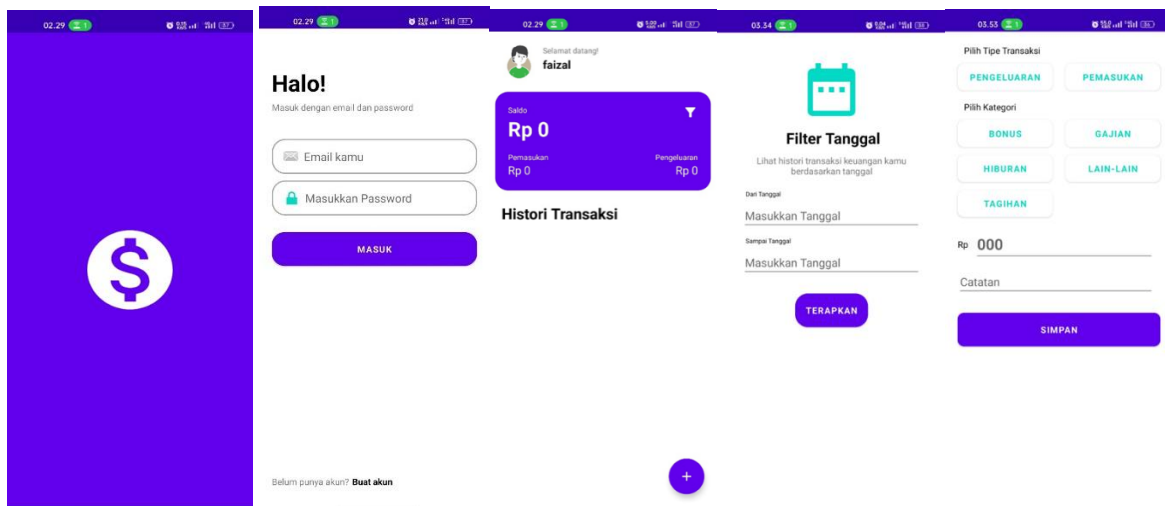 02.29
$
02.29
Halo!
Masuk dengan email dan password
Email kamu
Masukkan Password
MASUK
Belum punya akun? Buat akun
02.29
Selamat datang!
faizal
Saldo
Rp 0
Pemasukan
Pengeluaran
Rp 0
Rp 0
Histori Transaksi
+
03.34
Filter Tanggal
Lihat histori transaksi keuangan kamu
berdasarkan tanggal
Dari Tanggal
Masukkan Tanggal
Sampai Tanggal
Masukkan Tanggal
TERAPKAN
03.53
Pilih Tipe Transaksi
PENGELUARAN
PEMASUKAN
Pilih Kategori
BONUS
GAJIAN
HIBURAN
LAIN-LAIN
TAGIHAN
Rp 000
Catatan
SIMPAN